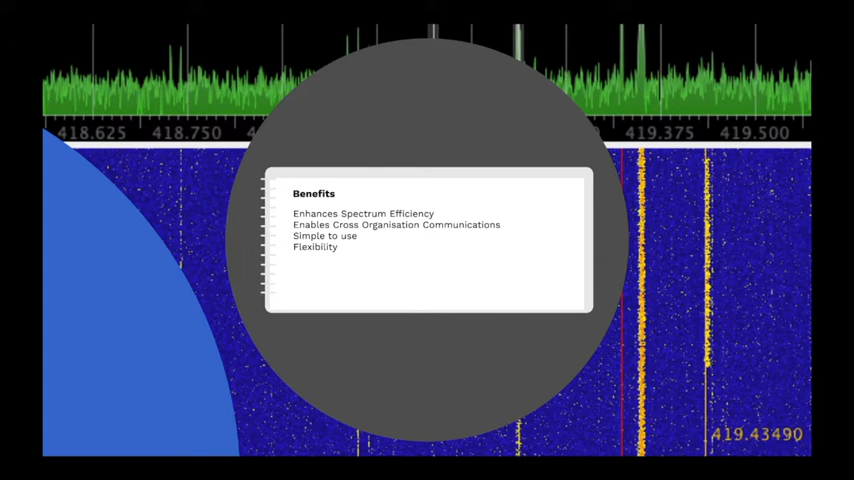 418.625 418.750 419.375 419.500
Benefits
Enhances Spectrum Efficiency
Enables Cross Organisation Communications
Simple to use
Flexibility
419.43490